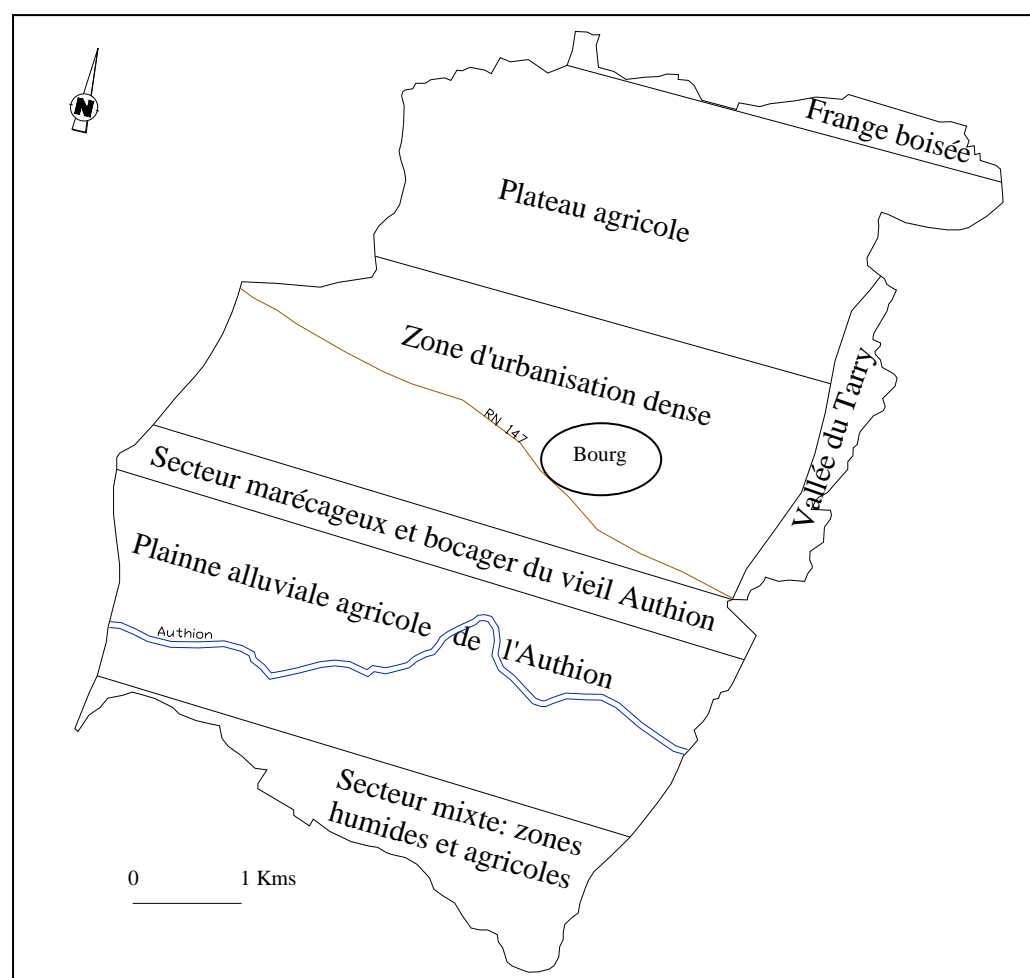 N
Frange boisée
Plateau agricole
Zone d'urbanisation dense
RN 147
Bourg
Vallée du Tarry
Secteur marécageux et bocager du vieil Authion
Plainne alluviale agricole de l'Authion
Authion
Secteur mixte: zones
humides et agricoles
0 1 Kms